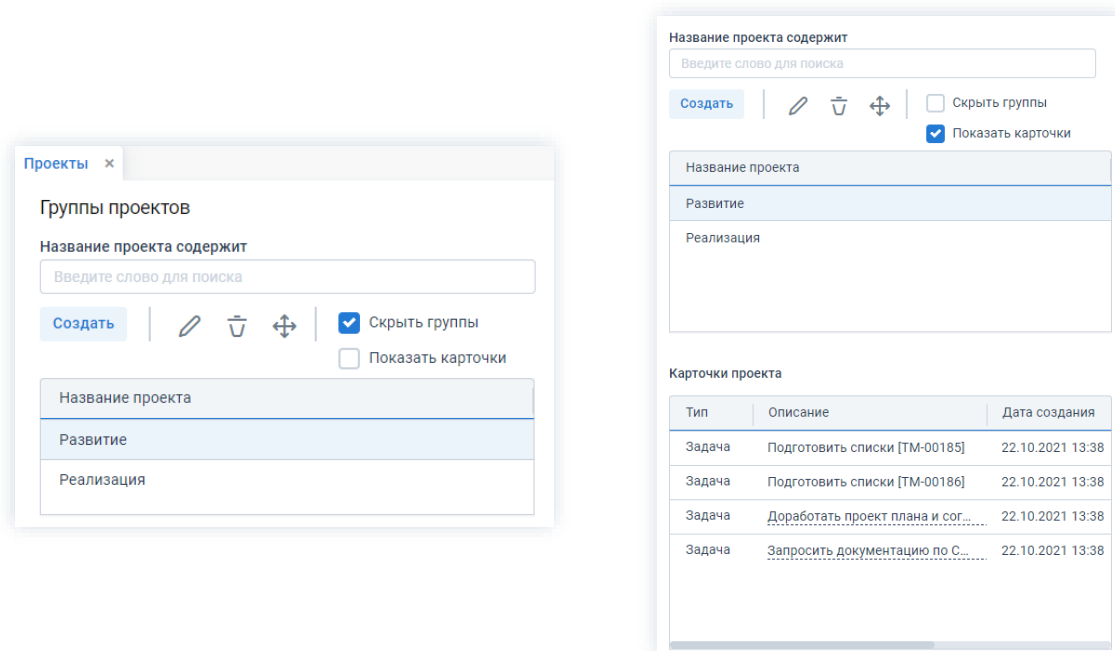 Проекты ×
Группы проектов
Название проекта содержит
Введите слово для поиска
Создать
Скрыть группы
Показать карточки
Название проекта
Развитие
Реализация
Название проекта содержит
Введите слово для поиска
Создать
Скрыть группы
Показать карточки
Название проекта
Развитие
Реализация
Карточки проекта
Тип Описание Дата создания
Задача Подготовить списки [ТМ-00185] 22.10.2021 13:38
Задача Подготовить списки [ТМ-00186] 22.10.2021 13:38
Задача Доработать проект плана и сог... 22.10.2021 13:38
Задача Запросить документацию по С... 22.10.2021 13:38